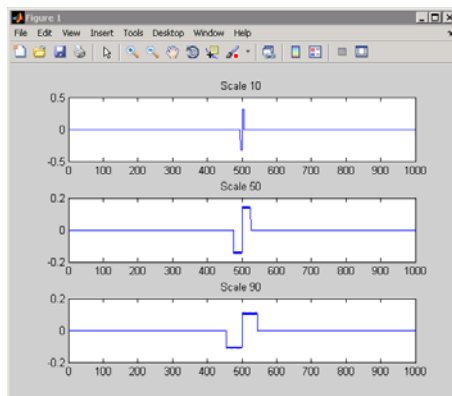 Figure 1
File Edit View Insert Tools Desktop Window Help
Scale 10
0.5
0
-0.5
0 100 200 300 400 500 600 700 800 900 1000
Scale 50
0.2
0
-0.2
0 100 200 300 400 500 600 700 800 900 1000
Scale 90
0.2
0
-0.2
0 100 200 300 400 500 600 700 800 900 1000